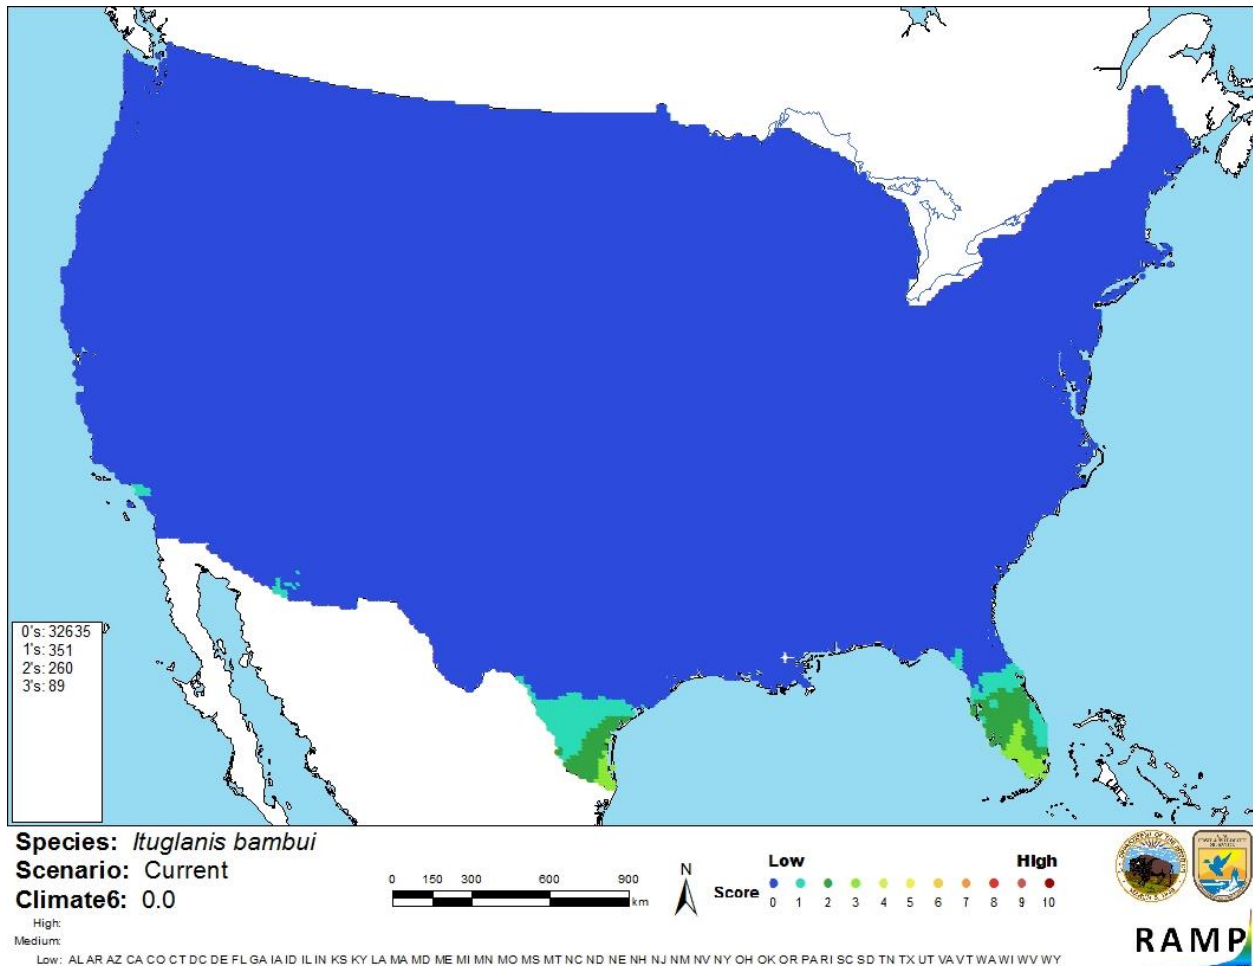 0's: 32635
1's: 351
2's: 260
3's: 89
Species: Ituglanis bambui
Scenario: Current
Climate6: 0.0
High:
Medium:
Low: AL AR AZ CA CO CT DC DE FL GA IA ID IL IN KS KY LA MA MD ME MI MN MO MS MT NC ND NE NH NJ NM NV NY OH OK OR PA RI SC SD TN TX UT VA VT WA WI WV WY
0 150 300 600 900
km
N
Low High
Score
0 1 2 3 4 5 6 7 8 9 10
RAMP